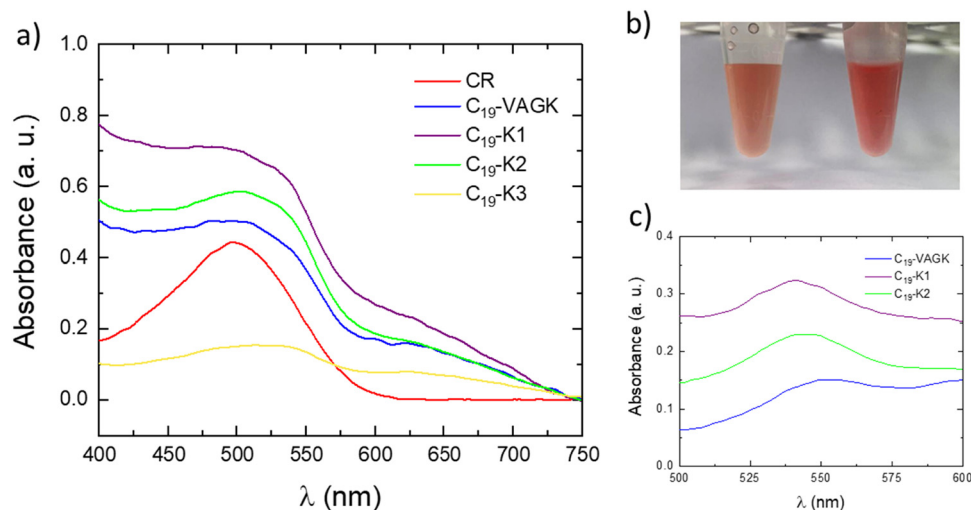 a)
1.0
0.8
0.6
0.4
0.2
0.0
Absorbance (a. u.)
CR
C₁₉-VAGK
C₁₉-K1
C₁₉-K2
C₁₉-K3
400 450 500 550 600 650 700 750
λ (nm)
b)
c)
0.4
0.3
0.2
0.1
0.0
Absorbance (a. u.)
C₁₉-VAGK
C₁₉-K1
C₁₉-K2
500 525 550 575 600
λ (nm)